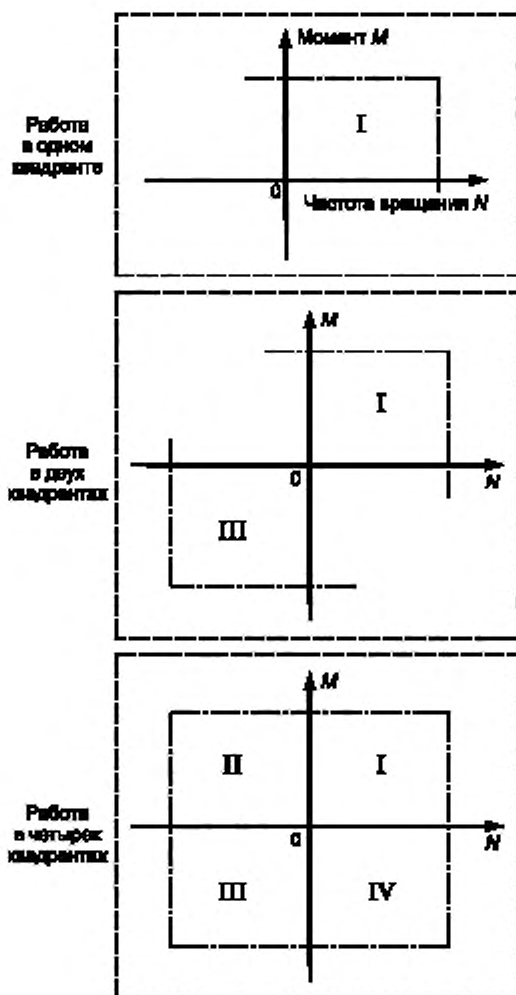 Момент M
Работа
в одном
квадранте
I
0
Частота вращения N
M
I
Работа
в двух
квадрантах
0
N
III
M
II
I
Работа
в четырех
квадрантах
0
N
III
IV